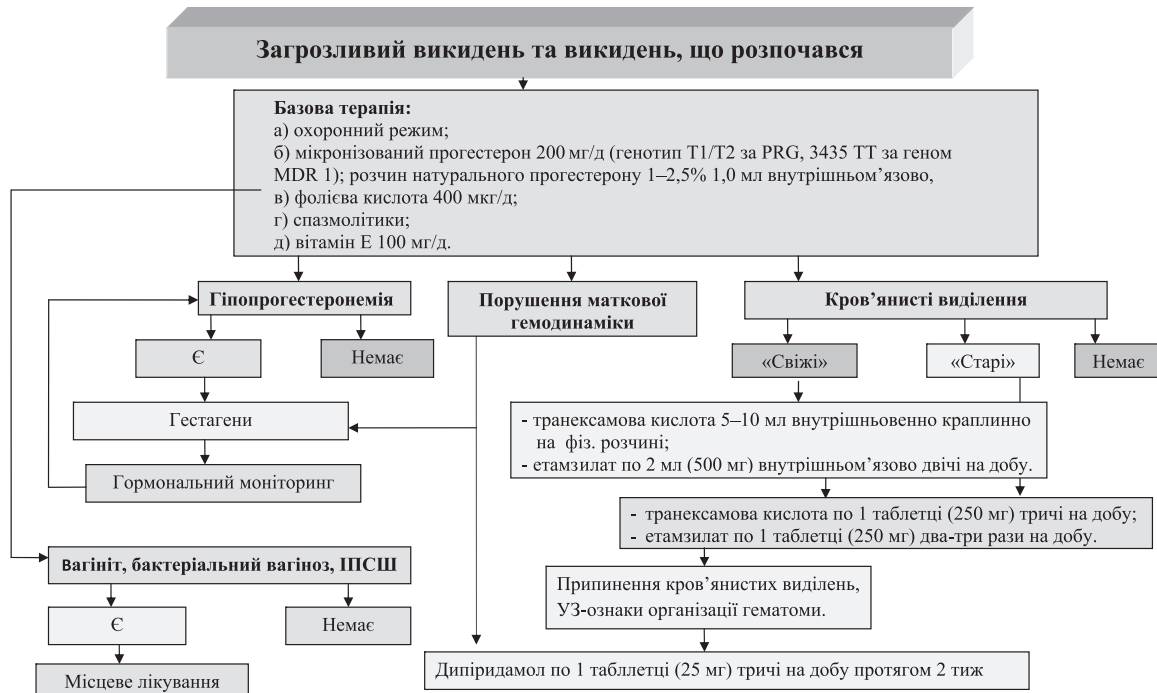 Загрозливий викидень та викидень, що розпочався
Базова терапія:
а) охоронний режим;
б) мікронізований прогестерон 200 мг/д (генотип Т1/Т2 за PRG, 3435 ТТ за геном
MDR 1); розчин натурального прогестерону 1–2,5% 1,0 мл внутрішньом’язово,
в) фолієва кислота 400 мкг/д;
г) спазмолітики;
д) вітамін Е 100 мг/д.
Гіпопрогестеронемія
Порушення маткової
гемодинаміки
Кров’янисті виділення
Є
Немає
«Свіжі»
«Старі»
Немає
Гестагени
- транексамова кислота 5–10 мл внутрішньовенно краплинно
на фіз. розчині;
- етамзилат по 2 мл (500 мг) внутрішньом’язово двічі на добу.
Гормональний моніторинг
- транексамова кислота по 1 таблетці (250 мг) тричі на добу;
- етамзилат по 1 таблетці (250 мг) два-три рази на добу.
Вагініт, бактеріальний вагіноз, ІПСШ
Припинення кров’янистих виділень,
УЗ-ознаки організації гематоми.
Є
Немає
Дипіридамол по 1 табллетці (25 мг) тричі на добу протягом 2 тиж
Місцеве лікування